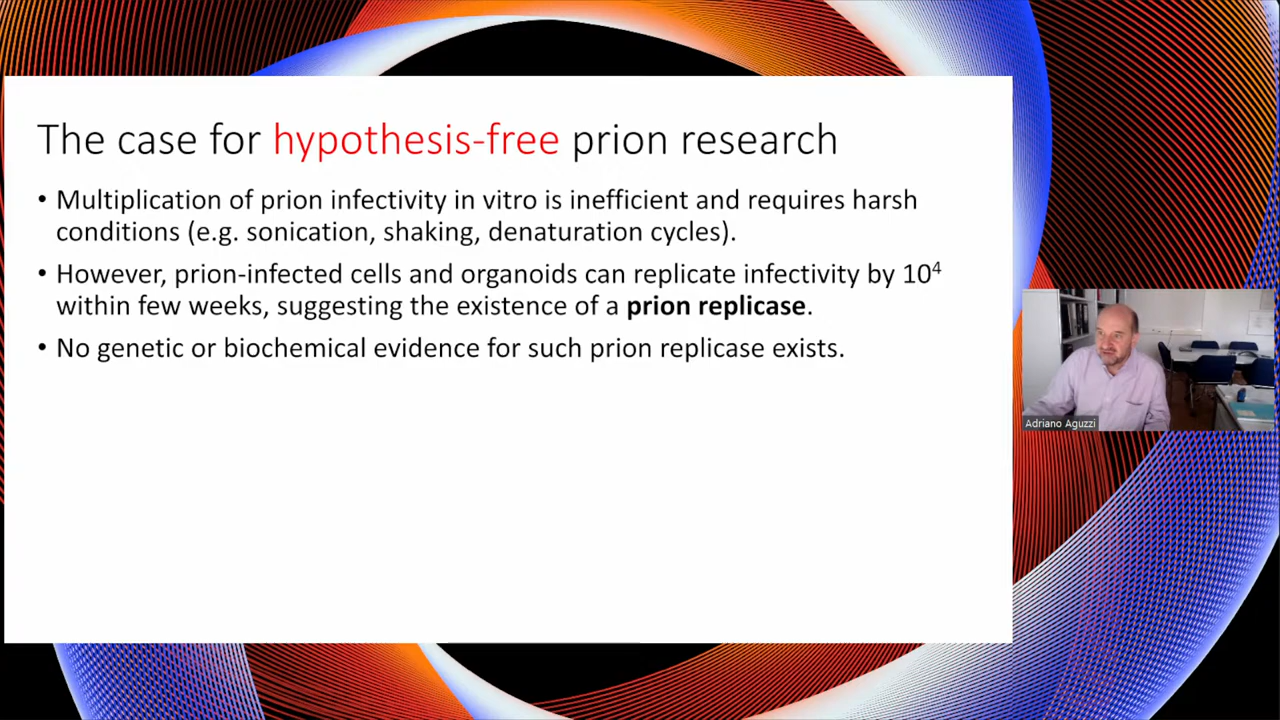 The case for hypothesis-free prion research
• Multiplication of prion infectivity in vitro is inefficient and requires harsh
conditions (e.g. sonication, shaking, denaturation cycles).
• However, prion-infected cells and organoids can replicate infectivity by 10⁴
within few weeks, suggesting the existence of a prion replicase.
• No genetic or biochemical evidence for such prion replicase exists.
Adriano Aguzzi